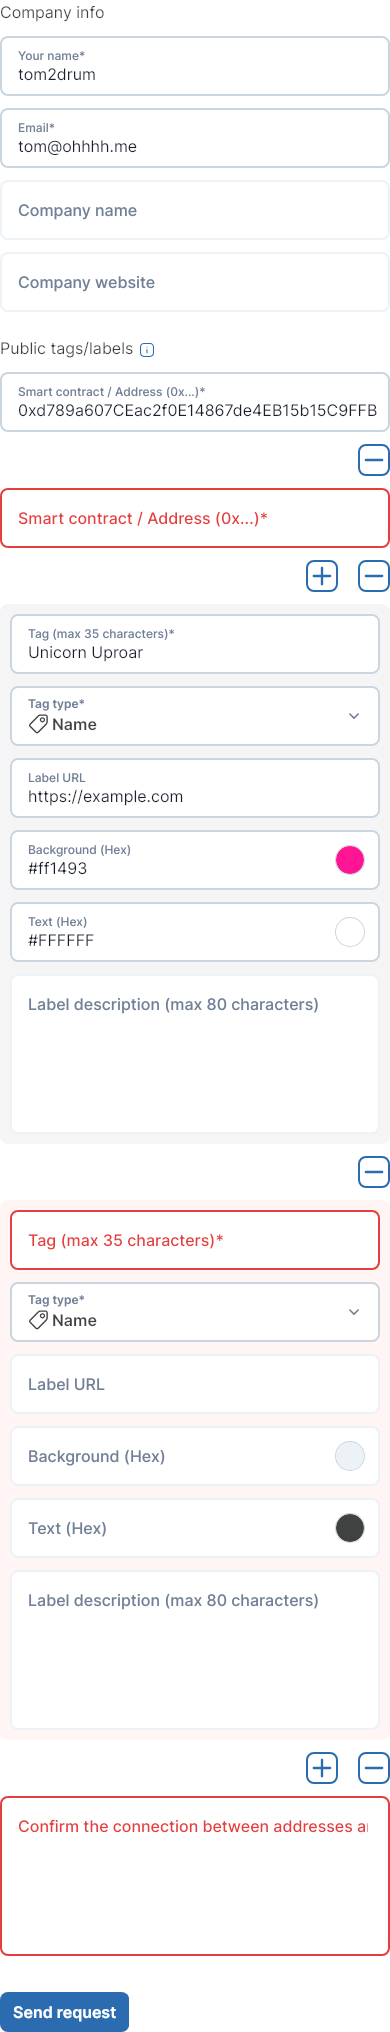 Company info
Your name*
tom2drum
Email*
tom@ohhhh.me
Company name
Company website
Public tags/labels
Smart contract / Address (0x...)*
0xd789a607CEac2f0E14867de4EB15b15C9FFB
Smart contract / Address (0x...)*
Tag (max 35 characters)*
Unicorn Uproar
Tag type*
Name
Label URL
https://example.com
Background (Hex)
#ff1493
Text (Hex)
#FFFFFF
Label description (max 80 characters)
Tag (max 35 characters)*
Tag type*
Name
Label URL
Background (Hex)
Text (Hex)
Label description (max 80 characters)
Confirm the connection between addresses
Send request